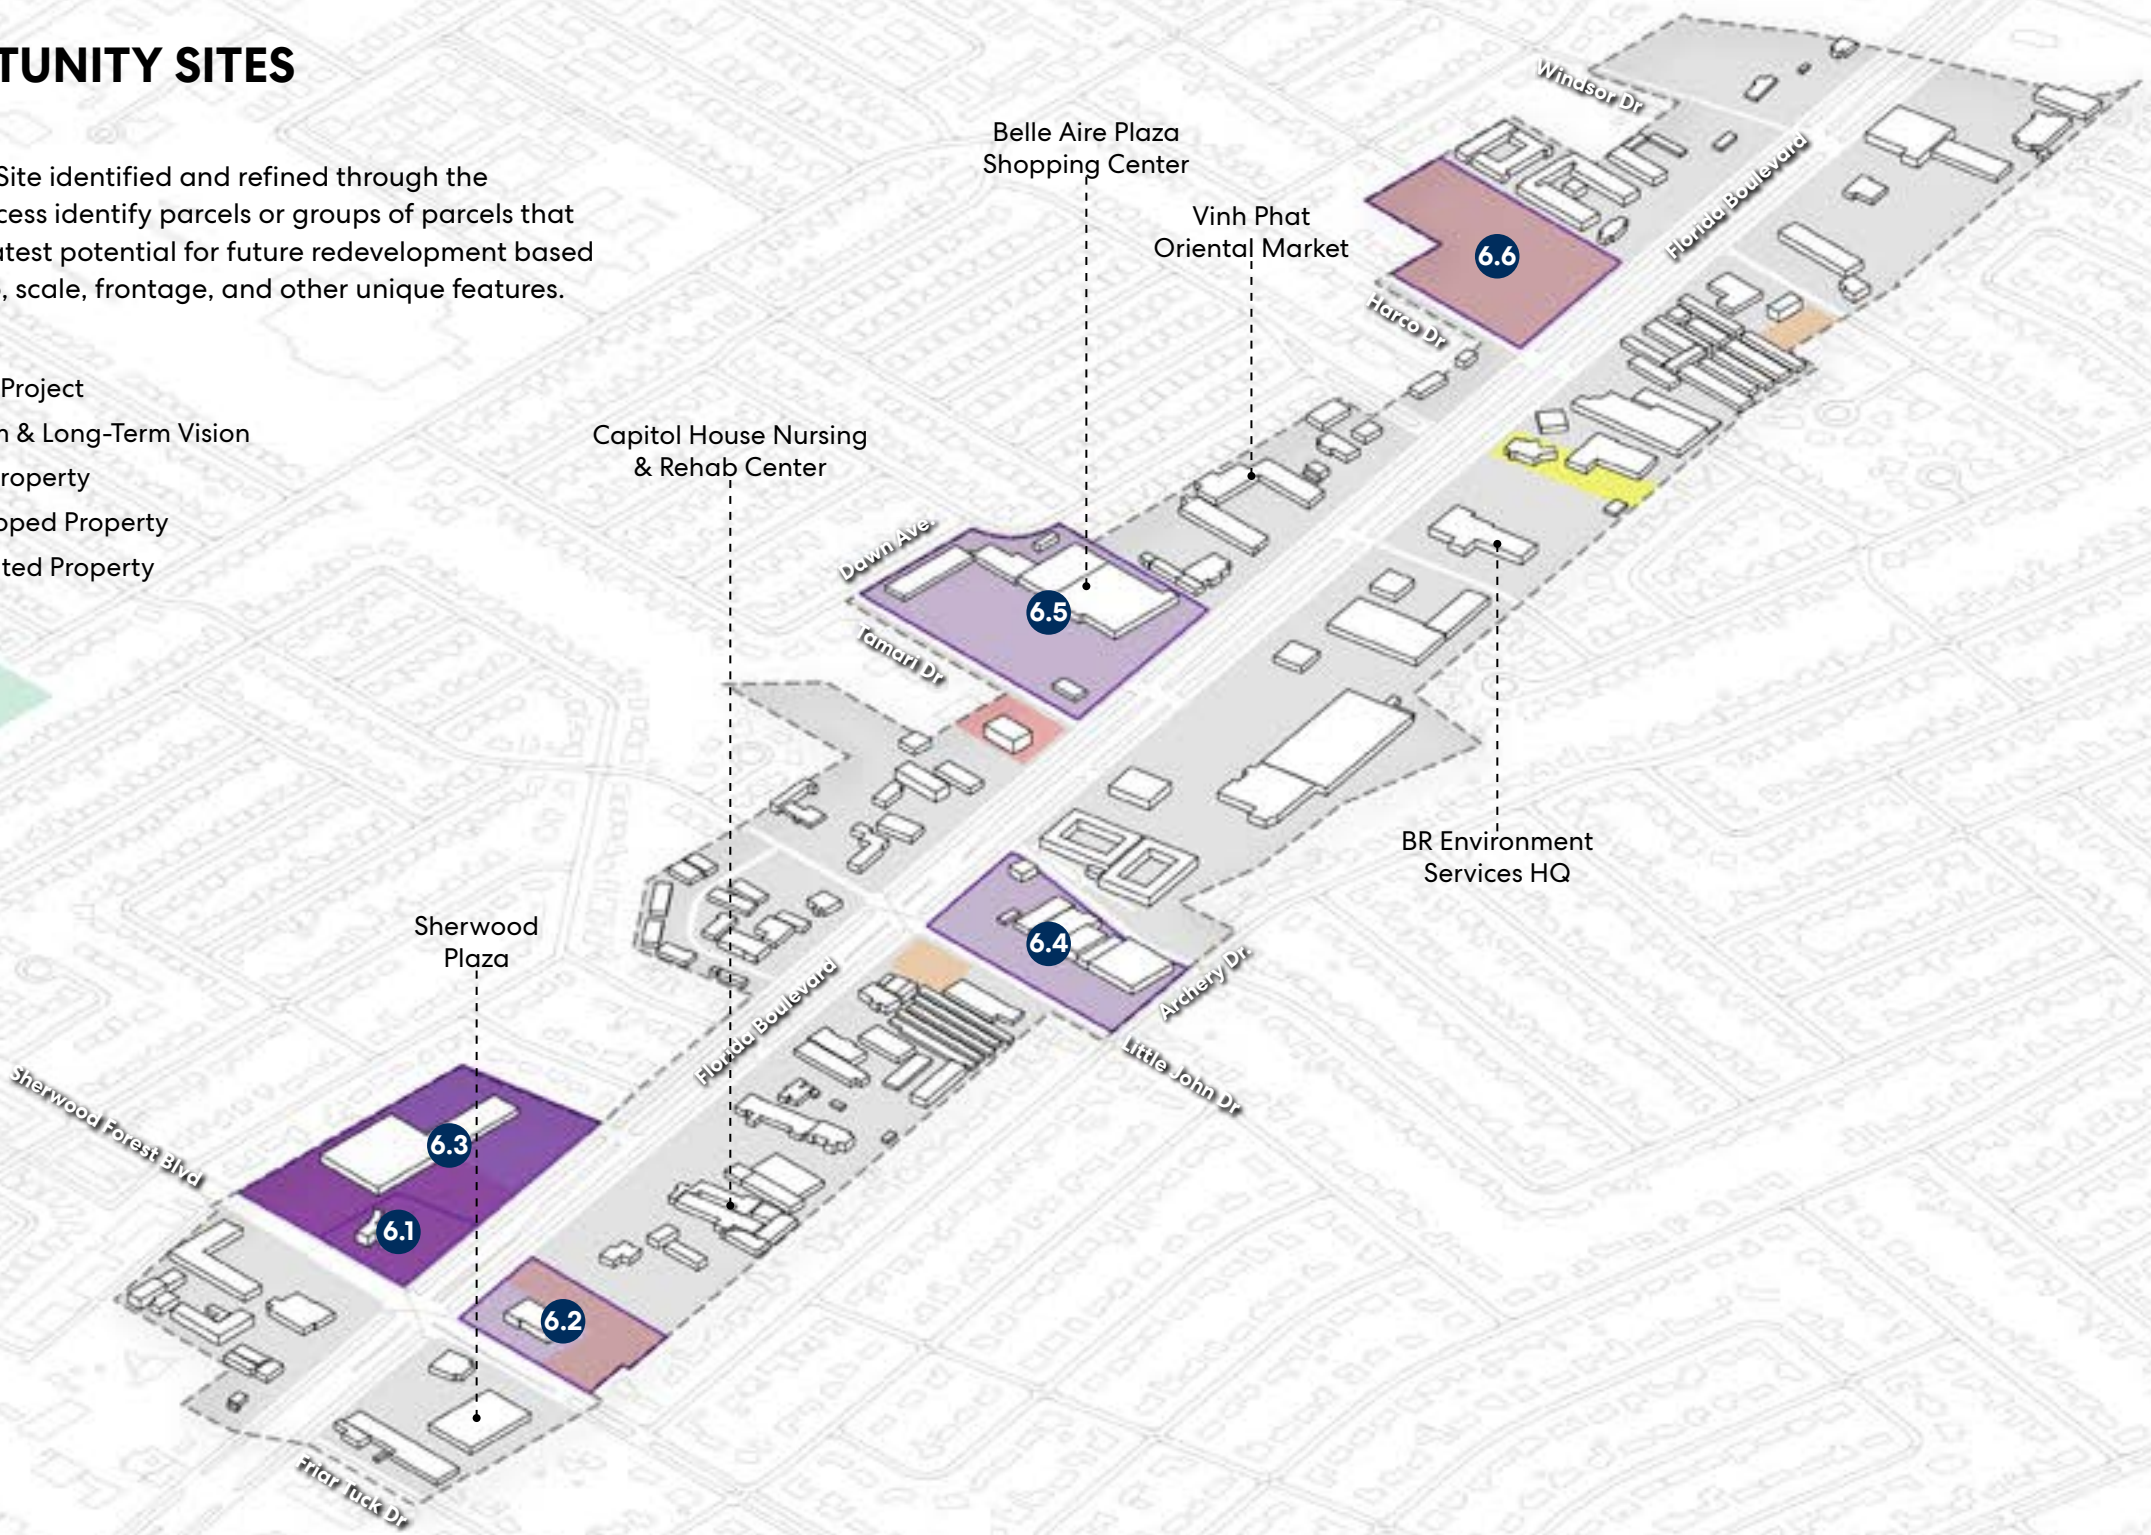 TUNITY SITES
Site identified and refined through the
cess identify parcels or groups of parcels that
atest potential for future redevelopment based
, scale, frontage, and other unique features.
Project
n & Long-Term Vision
roperty
oped Property
ted Property
Belle Aire Plaza
Shopping Center
Vinh Phat
Oriental Market
Capitol House Nursing
& Rehab Center
Sherwood
Plaza
BR Environment
Services HQ
Windsor Dr
Florida Boulevard
6.6
Harco Dr
Dawn Ave.
6.5
Tamari Dr
6.4
Archery Dr.
Little John Dr
Florida Boulevard
Sherwood Forest Blvd
6.3
6.1
6.2
Friar Tuck Dr